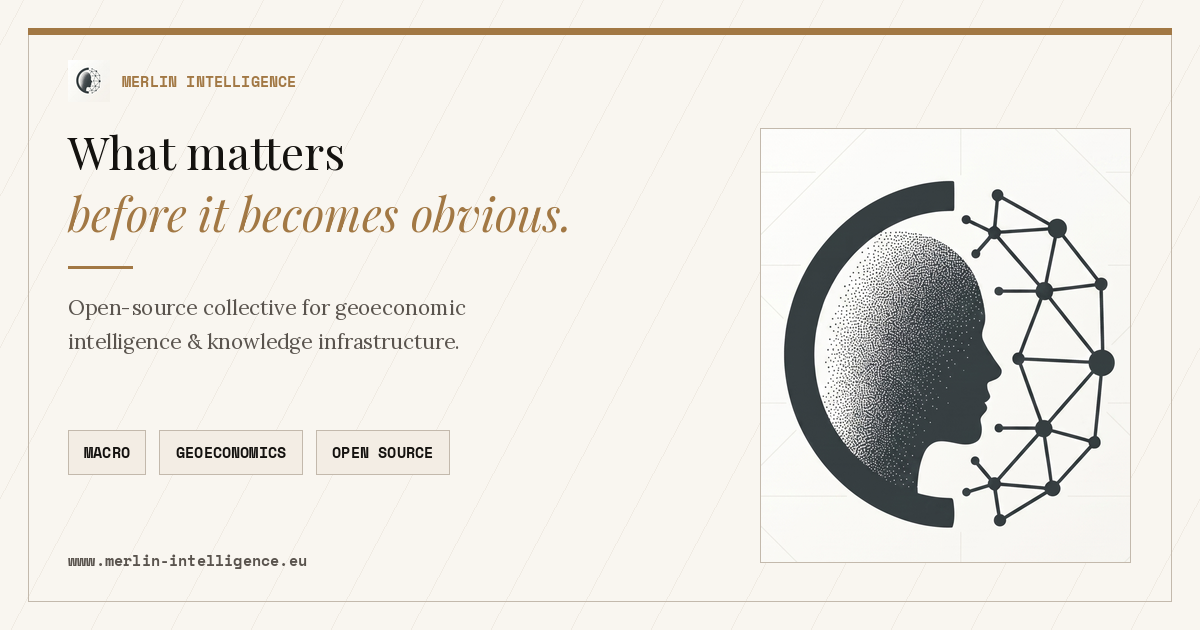 MERLIN INTELLIGENCE
What matters
before it becomes obvious.
Open-source collective for geoeconomic
intelligence & knowledge infrastructure.
MACRO
GEOECONOMICS
OPEN SOURCE
www.merlin-intelligence.eu